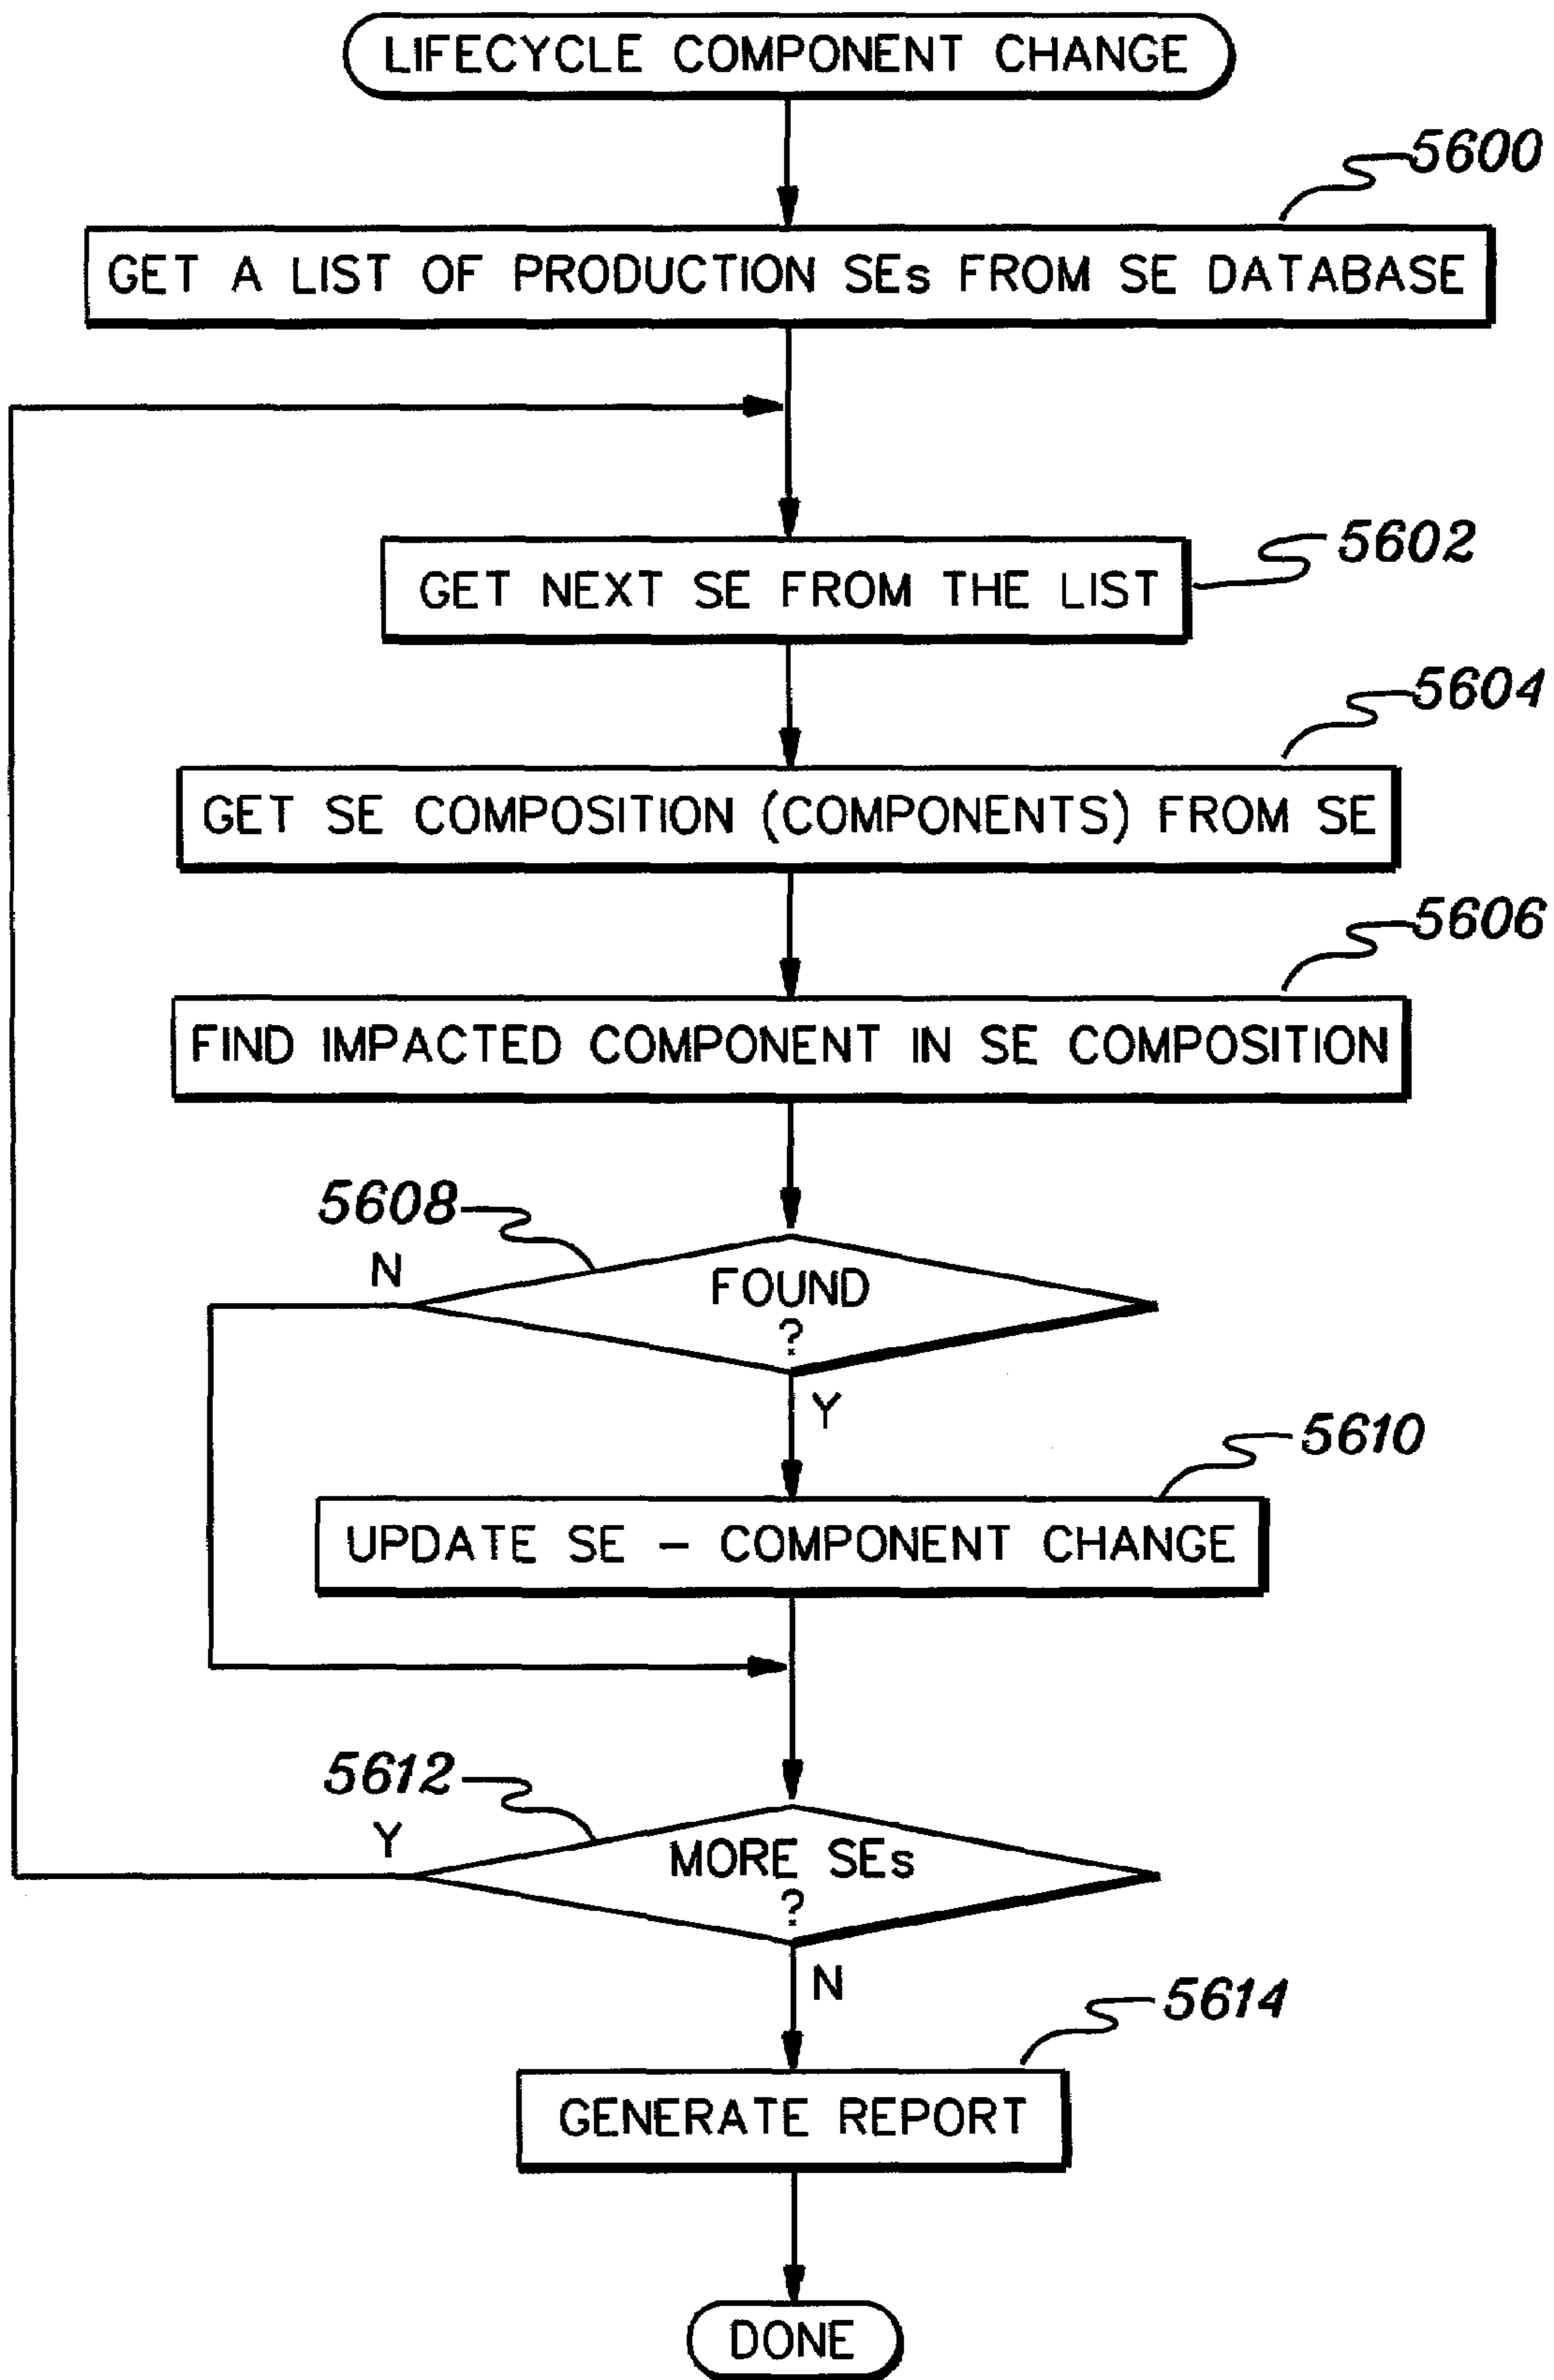 LIFECYCLE COMPONENT CHANGE
5600
GET A LIST OF PRODUCTION SEs FROM SE DATABASE
5602
GET NEXT SE FROM THE LIST
5604
GET SE COMPOSITION (COMPONENTS) FROM SE
5606
FIND IMPACTED COMPONENT IN SE COMPOSITION
5608
N
FOUND
?
Y
5610
UPDATE SE – COMPONENT CHANGE
5612
Y
MORE SEs
?
N
5614
GENERATE REPORT
DONE